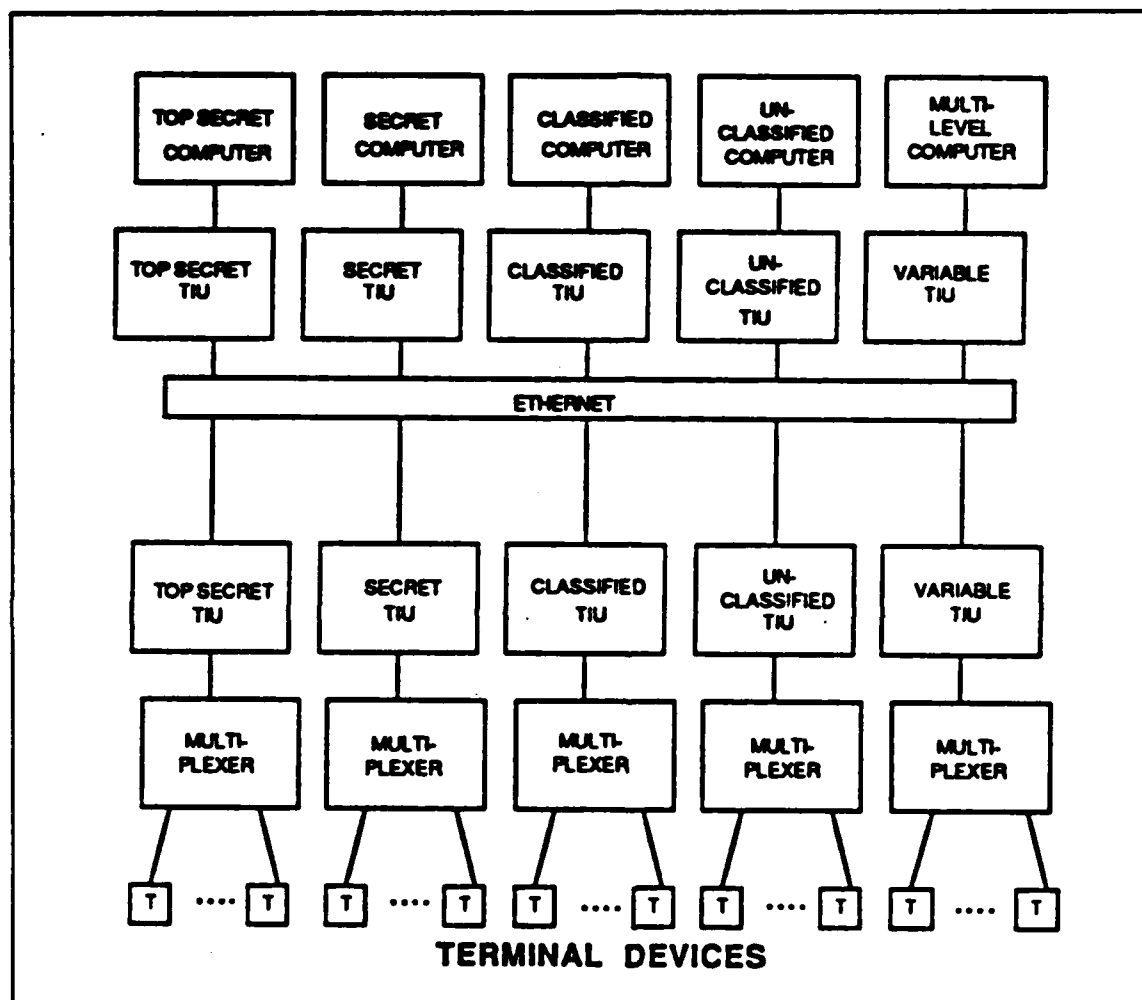 TOP SECRET
COMPUTER
SECRET
COMPUTER
CLASSIFIED
COMPUTER
UN-
CLASSIFIED
COMPUTER
MULTI-
LEVEL
COMPUTER
TOP SECRET
TIU
SECRET
TIU
CLASSIFIED
TIU
UN-
CLASSIFIED
TIU
VARIABLE
TIU
ETHERNET
TOP SECRET
TIU
SECRET
TIU
CLASSIFIED
TIU
UN-
CLASSIFIED
TIU
VARIABLE
TIU
MULTI-
PLEXER
MULTI-
PLEXER
MULTI-
PLEXER
MULTI-
PLEXER
MULTI-
PLEXER
T .... T T .... T T .... T T .... T T .... T
TERMINAL DEVICES